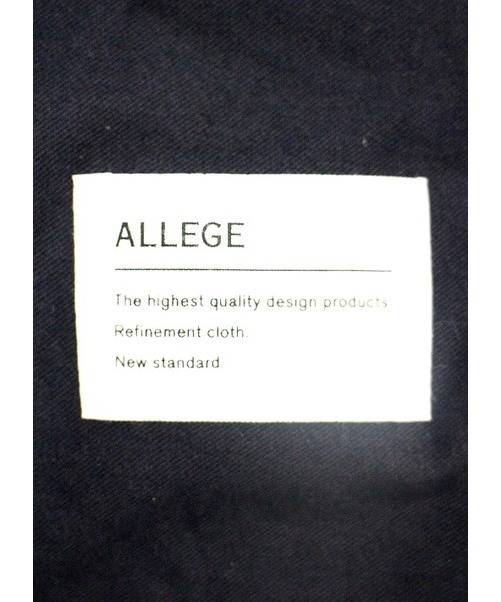 ALLEGE
The highest quality design products
Refinement cloth.
New standard.